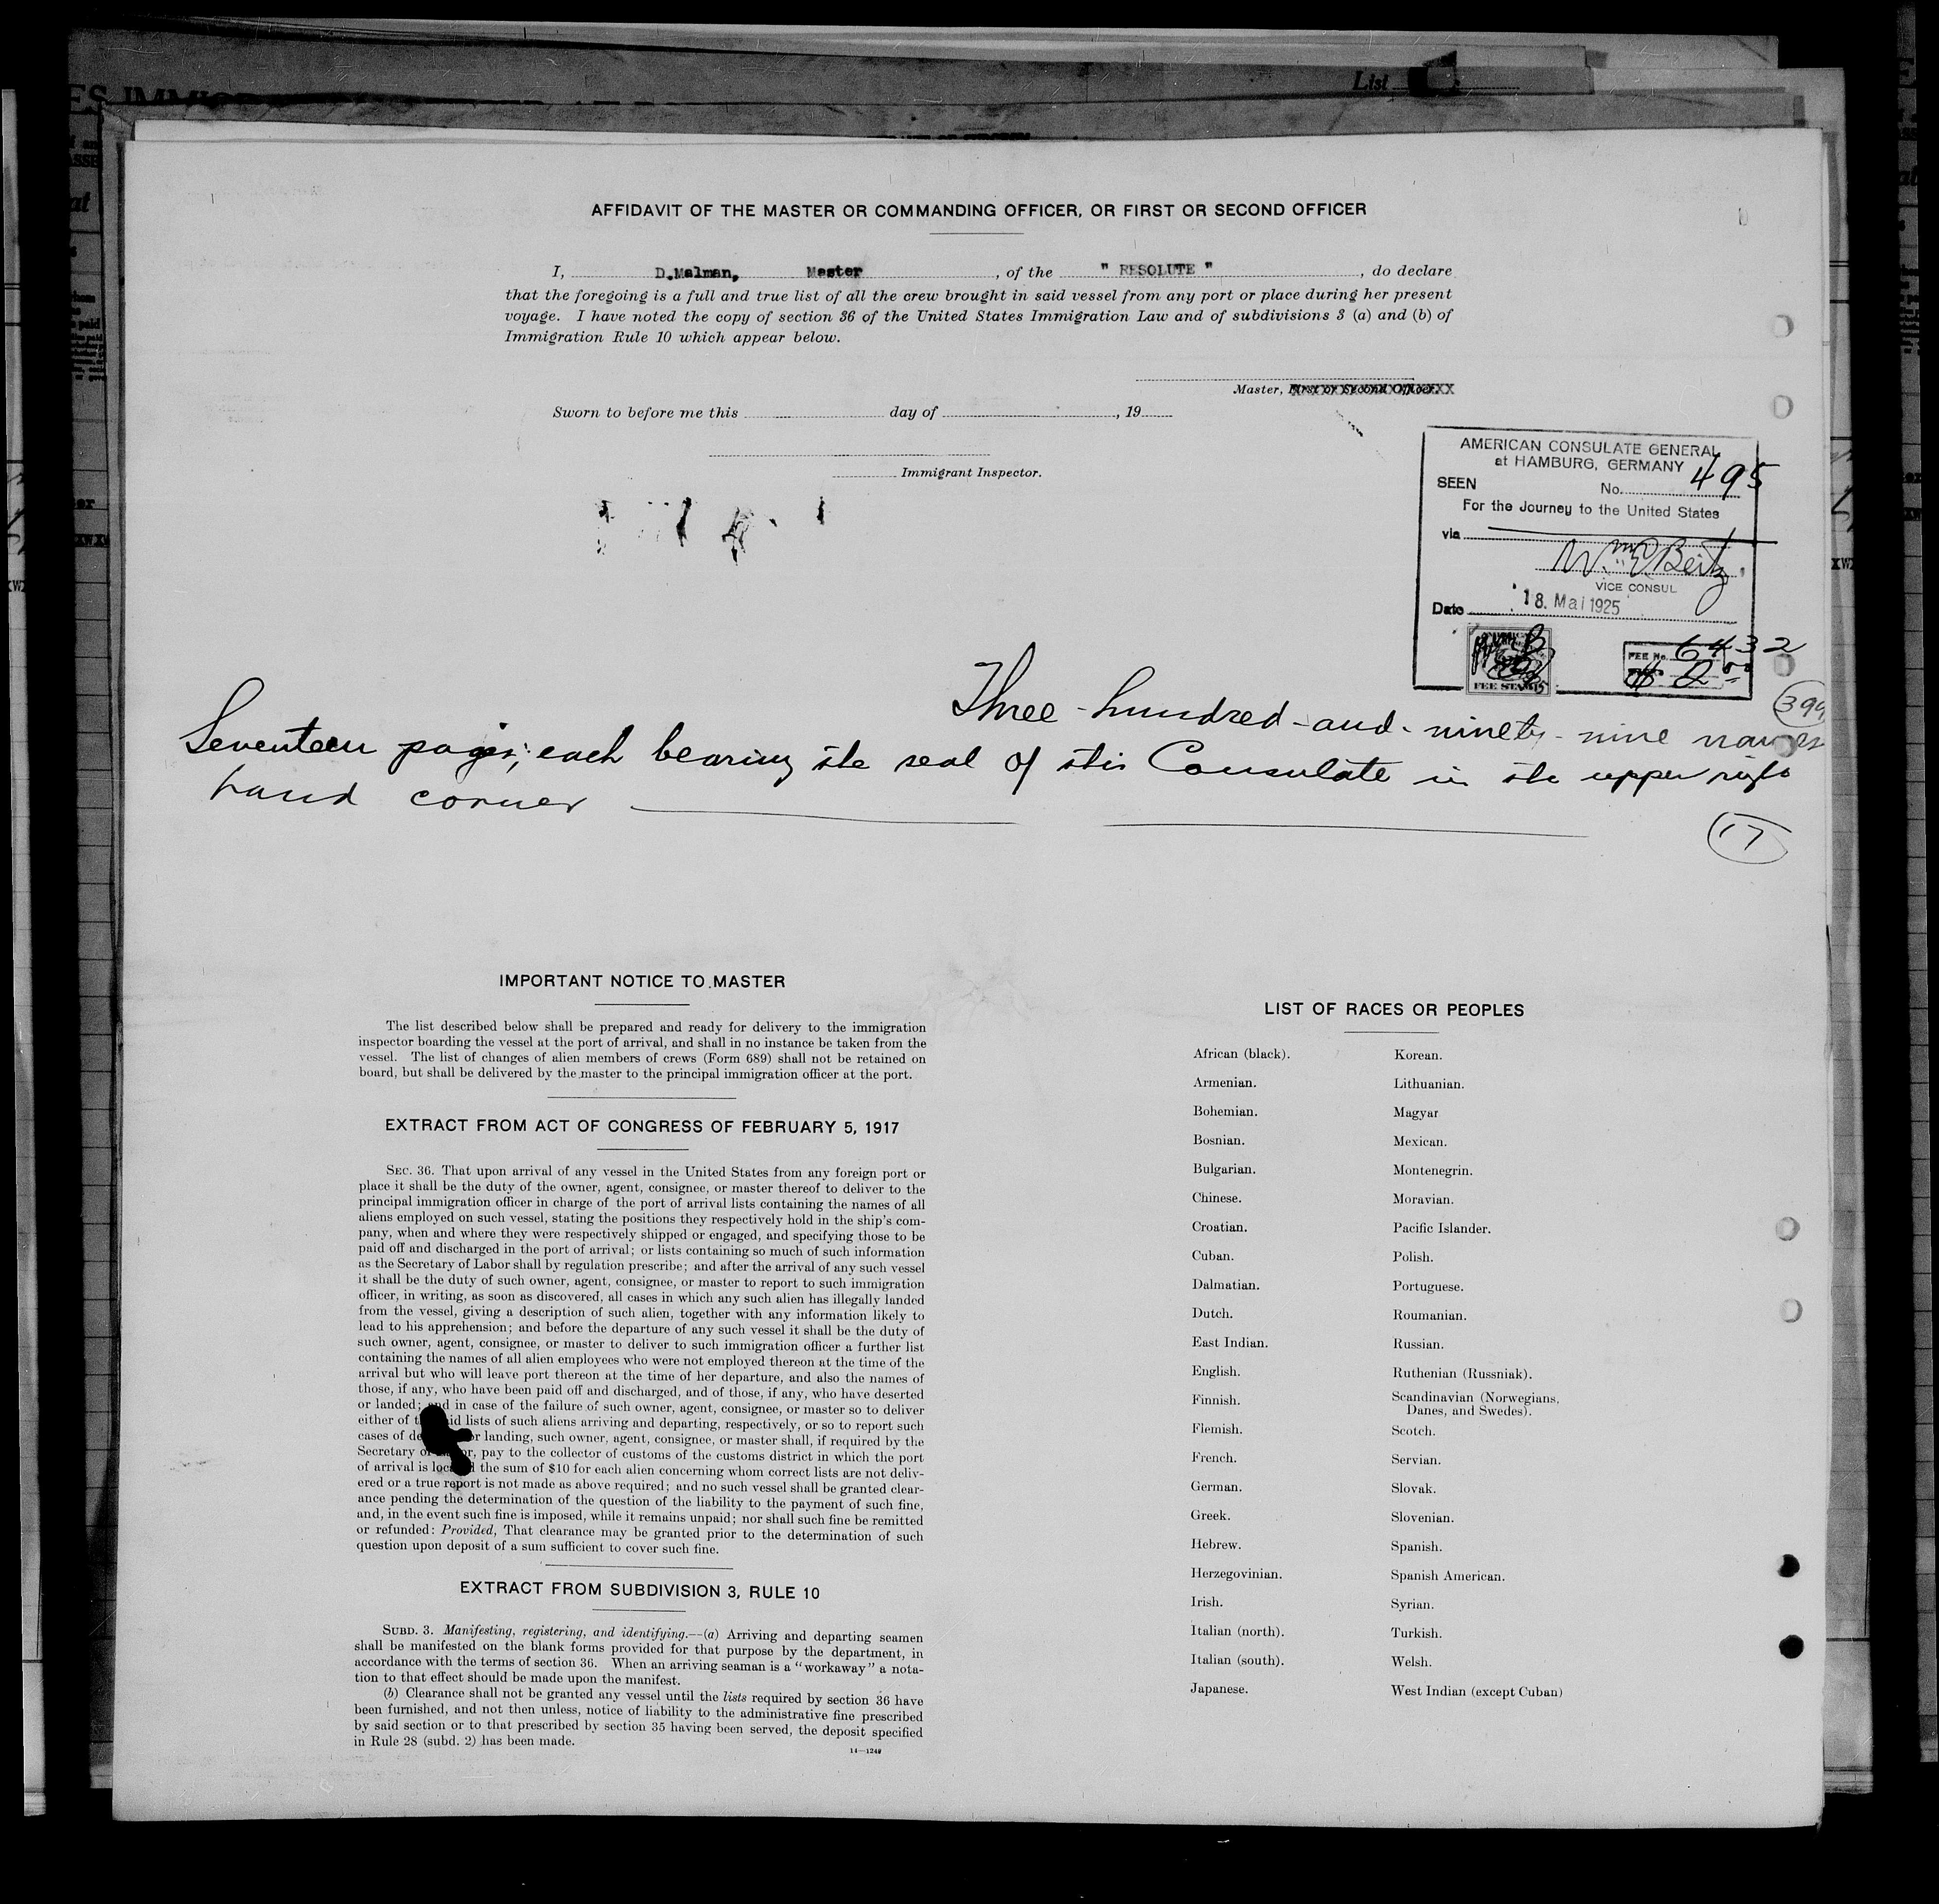 List
AFFIDAVIT OF THE MASTER OR COMMANDING OFFICER, OR FIRST OR SECOND OFFICER
I, D.Malman, Master, of the " RESOLUTE ", do declare
that the foregoing is a full and true list of all the crew brought in said vessel from any port or place during her present
voyage. I have noted the copy of section 36 of the United States Immigration Law and of subdivisions 3 (a) and (b) of
Immigration Rule 10 which appear below.
Master, First or Second Officer.
Sworn to before me this day of , 19
Immigrant Inspector.
AMERICAN CONSULATE GENERAL
at HAMBURG, GERMANY
SEEN No. 495
For the Journey to the United States
via
VICE CONSUL
Date 18. Mai 1925
FEE STAMP
FEE No. 6432
$ 2.00
399
Three-hundred-and-ninety-nine names
Seventeen pages; each bearing the seal of this Consulate in the upper right
hand corner
17
IMPORTANT NOTICE TO MASTER
The list described below shall be prepared and ready for delivery to the immigration
inspector boarding the vessel at the port of arrival, and shall in no instance be taken from the
vessel. The list of changes of alien members of crews (Form 689) shall not be retained on
board, but shall be delivered by the master to the principal immigration officer at the port.
EXTRACT FROM ACT OF CONGRESS OF FEBRUARY 5, 1917
SEC. 36. That upon arrival of any vessel in the United States from any foreign port or
place it shall be the duty of the owner, agent, consignee, or master thereof to deliver to the
principal immigration officer in charge of the port of arrival lists containing the names of all
aliens employed on such vessel, stating the positions they respectively hold in the ship's com-
pany, when and where they were respectively shipped or engaged, and specifying those to be
paid off and discharged in the port of arrival; or lists containing so much of such information
as the Secretary of Labor shall by regulation prescribe; and after the arrival of any such vessel
it shall be the duty of such owner, agent, consignee, or master to report to such immigration
officer, in writing, as soon as discovered, all cases in which any such alien has illegally landed
from the vessel, giving a description of such alien, together with any information likely to
lead to his apprehension; and before the departure of any such vessel it shall be the duty of
such owner, agent, consignee, or master to deliver to such immigration officer a further list
containing the names of all alien employees who were not employed thereon at the time of the
arrival but who will leave port thereon at the time of her departure, and also the names of
those, if any, who have been paid off and discharged, and of those, if any, who have deserted
or landed; and in case of the failure of such owner, agent, consignee, or master so to deliver
either of the said lists of such aliens arriving and departing, respectively, or so to report such
cases of or landing, such owner, agent, consignee, or master shall, if required by the
Secretary of Labor, pay to the collector of customs of the customs district in which the port
of arrival is located the sum of $10 for each alien concerning whom correct lists are not deliv-
ered or a true report is not made as above required; and no such vessel shall be granted clear-
ance pending the determination of the question of the liability to the payment of such fine,
and, in the event such fine is imposed, while it remains unpaid; nor shall such fine be remitted
or refunded: Provided, That clearance may be granted prior to the determination of such
question upon deposit of a sum sufficient to cover such fine.
EXTRACT FROM SUBDIVISION 3, RULE 10
SUBD. 3. Manifesting, registering, and identifying.—(a) Arriving and departing seamen
shall be manifested on the blank forms provided for that purpose by the department, in
accordance with the terms of section 36. When an arriving seaman is a "workaway" a nota-
tion to that effect should be made upon the manifest.
(b) Clearance shall not be granted any vessel until the lists required by section 36 have
been furnished, and not then unless, notice of liability to the administrative fine prescribed
by said section or to that prescribed by section 35 having been served, the deposit specified
in Rule 28 (subd. 2) has been made.
14—1249
LIST OF RACES OR PEOPLES
African (black).
Armenian.
Bohemian.
Bosnian.
Bulgarian.
Chinese.
Croatian.
Cuban.
Dalmatian.
Dutch.
East Indian.
English.
Finnish.
Flemish.
French.
German.
Greek.
Hebrew.
Herzegovinian.
Irish.
Italian (north).
Italian (south).
Japanese.
Korean.
Lithuanian.
Magyar
Mexican.
Montenegrin.
Moravian.
Pacific Islander.
Polish.
Portuguese.
Roumanian.
Russian.
Ruthenian (Russniak).
Scandinavian (Norwegians,
Danes, and Swedes).
Scotch.
Servian.
Slovak.
Slovenian.
Spanish.
Spanish American.
Syrian.
Turkish.
Welsh.
West Indian (except Cuban)